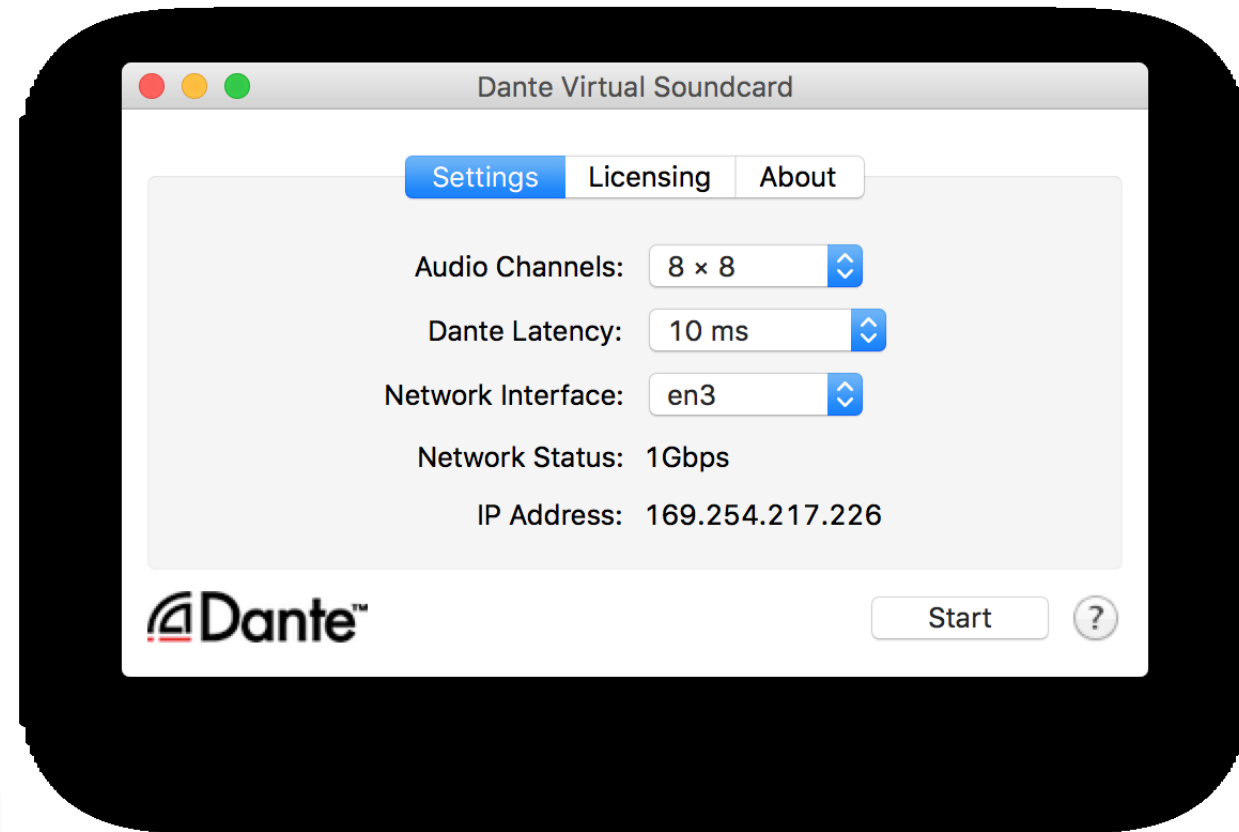 Dante Virtual Soundcard
Settings Licensing About
Audio Channels: 8 × 8
Dante Latency: 10 ms
Network Interface: en3
Network Status: 1Gbps
IP Address: 169.254.217.226
Dante™ Start ?